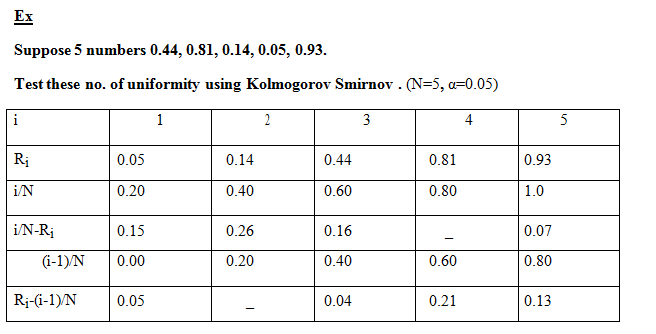 Ex
Suppose 5 numbers 0.44, 0.81, 0.14, 0.05, 0.93.
Test these no. of uniformity using Kolmogorov Smirnov . (N=5, α=0.05)
i 1 2 3 4 5
Ri 0.05 0.14 0.44 0.81 0.93
i/N 0.20 0.40 0.60 0.80 1.0
i/N-Ri 0.15 0.26 0.16 _ 0.07
(i-1)/N 0.00 0.20 0.40 0.60 0.80
Ri-(i-1)/N 0.05 _ 0.04 0.21 0.13